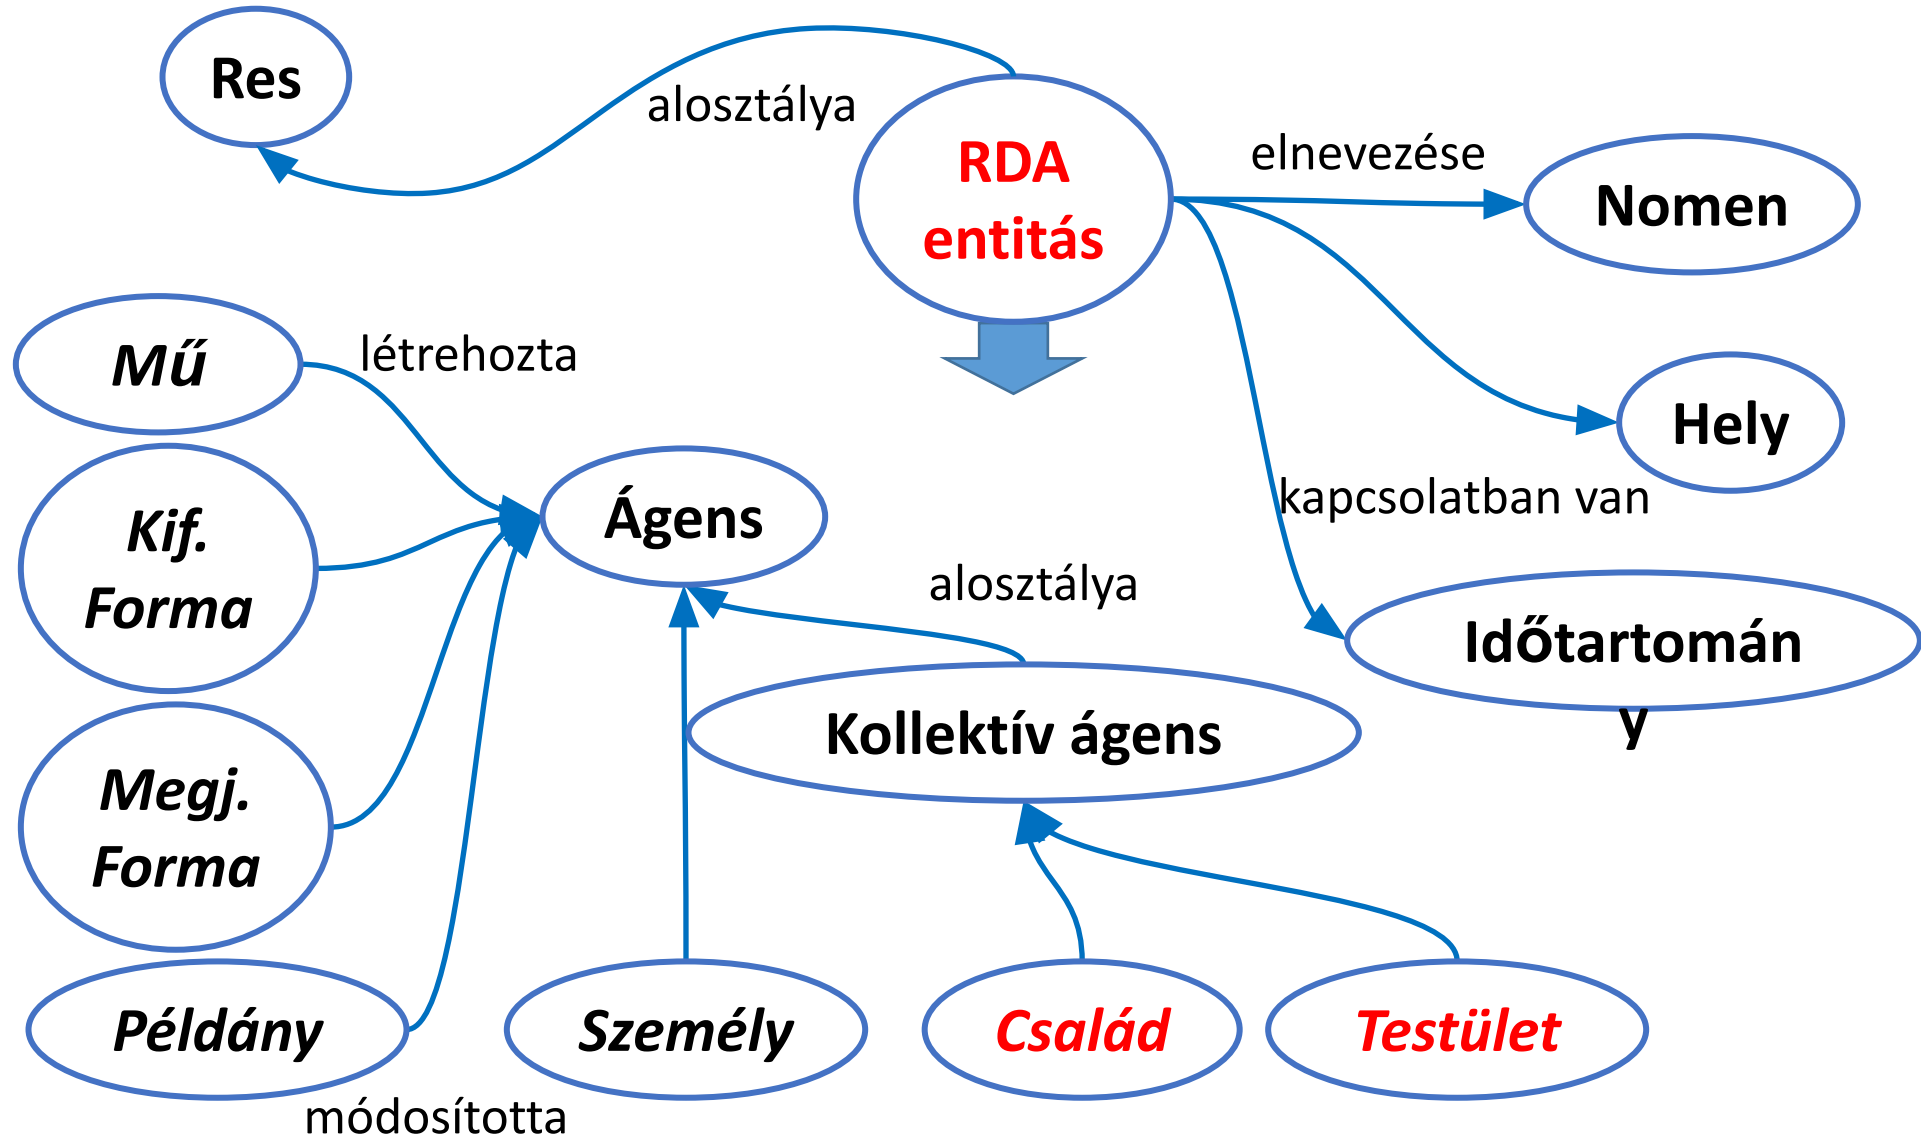 Res
alosztálya
RDA
entitás
elnevezése
Nomen
Mű
létrehozta
Hely
Kif.
Forma
Ágens
kapcsolatban van
alosztálya
Időtartomán
y
Kollektív ágens
Megj.
Forma
Példány
Személy
Család
Testület
módosította